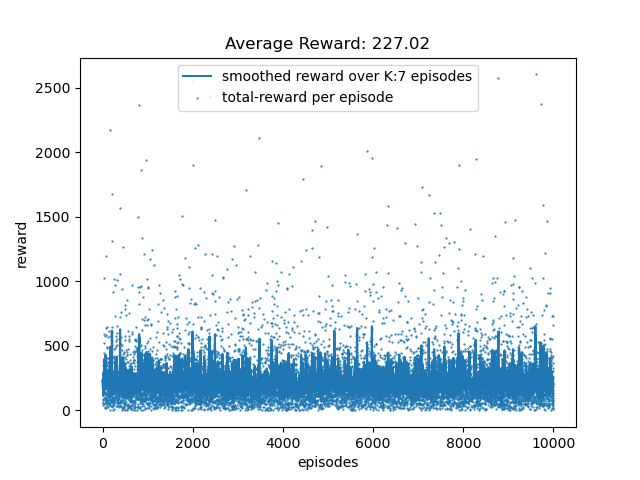 Average Reward: 227.02
smoothed reward over K:7 episodes
total-reward per episode
reward
2500
2000
1500
1000
500
0
0 2000 4000 6000 8000 10000
episodes